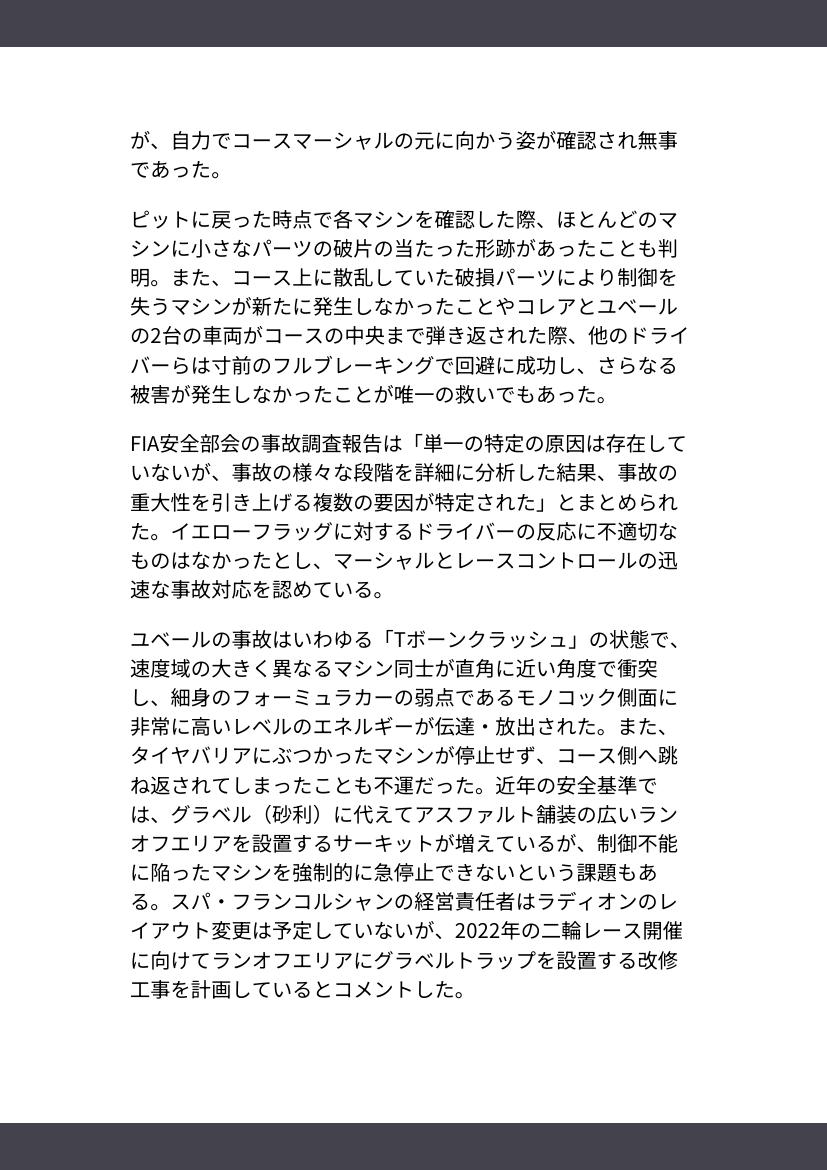 が、自力でコースマーシャルの元に向かう姿が確認され無事
であった。
ピットに戻った時点で各マシンを確認した際、ほとんどのマ
シンに小さなパーツの破片の当たった形跡があったことも判
明。また、コース上に散乱していた破損パーツにより制御を
失うマシンが新たに発生しなかったことやコレアとユベール
の2台の車両がコースの中央まで弾き返された際、他のドライ
バーらは寸前のフルブレーキングで回避に成功し、さらなる
被害が発生しなかったことが唯一の救いでもあった。
FIA安全部会の事故調査報告は「単一の特定の原因は存在して
いないが、事故の様々な段階を詳細に分析した結果、事故の
重大性を引き上げる複数の要因が特定された」とまとめられ
た。イエローフラッグに対するドライバーの反応に不適切な
ものはなかったとし、マーシャルとレースコントロールの迅
速な事故対応を認めている。
ユベールの事故はいわゆる「Tボーンクラッシュ」の状態で、
速度域の大きく異なるマシン同士が直角に近い角度で衝突
し、細身のフォーミュラカーの弱点であるモノコック側面に
非常に高いレベルのエネルギーが伝達・放出された。また、
タイヤバリアにぶつかったマシンが停止せず、コース側へ跳
ね返されてしまったことも不運だった。近年の安全基準で
は、グラベル（砂利）に代えてアスファルト舗装の広いラン
オフエリアを設置するサーキットが増えているが、制御不能
に陥ったマシンを強制的に急停止できないという課題もあ
る。スパ・フランコルシャンの経営責任者はラディオンのレ
イアウト変更は予定していないが、2022年の二輪レース開催
に向けてランオフエリアにグラベルトラップを設置する改修
工事を計画しているとコメントした。